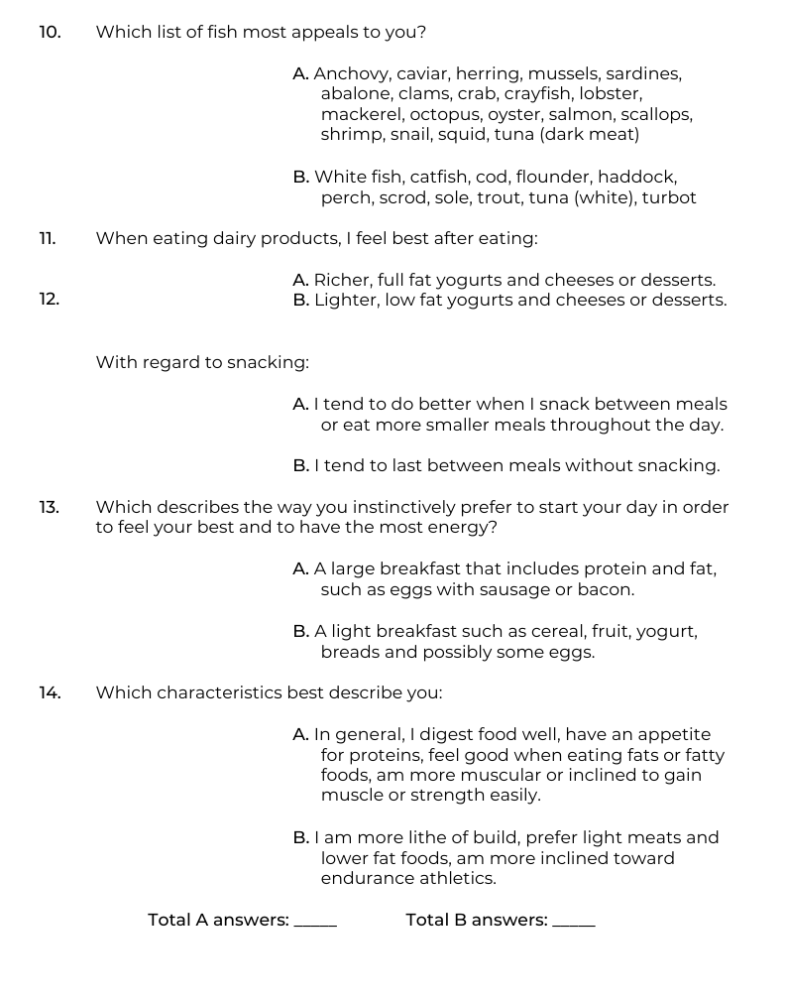 10. Which list of fish most appeals to you?
A. Anchovy, caviar, herring, mussels, sardines,
abalone, clams, crab, crayfish, lobster,
mackerel, octopus, oyster, salmon, scallops,
shrimp, snail, squid, tuna (dark meat)
B. White fish, catfish, cod, flounder, haddock,
perch, scrod, sole, trout, tuna (white), turbot
11. When eating dairy products, I feel best after eating:
A. Richer, full fat yogurts and cheeses or desserts.
12. B. Lighter, low fat yogurts and cheeses or desserts.
With regard to snacking:
A. I tend to do better when I snack between meals
or eat more smaller meals throughout the day.
B. I tend to last between meals without snacking.
13. Which describes the way you instinctively prefer to start your day in order
to feel your best and to have the most energy?
A. A large breakfast that includes protein and fat,
such as eggs with sausage or bacon.
B. A light breakfast such as cereal, fruit, yogurt,
breads and possibly some eggs.
14. Which characteristics best describe you:
A. In general, I digest food well, have an appetite
for proteins, feel good when eating fats or fatty
foods, am more muscular or inclined to gain
muscle or strength easily.
B. I am more lithe of build, prefer light meats and
lower fat foods, am more inclined toward
endurance athletics.
Total A answers: _____ Total B answers: _____